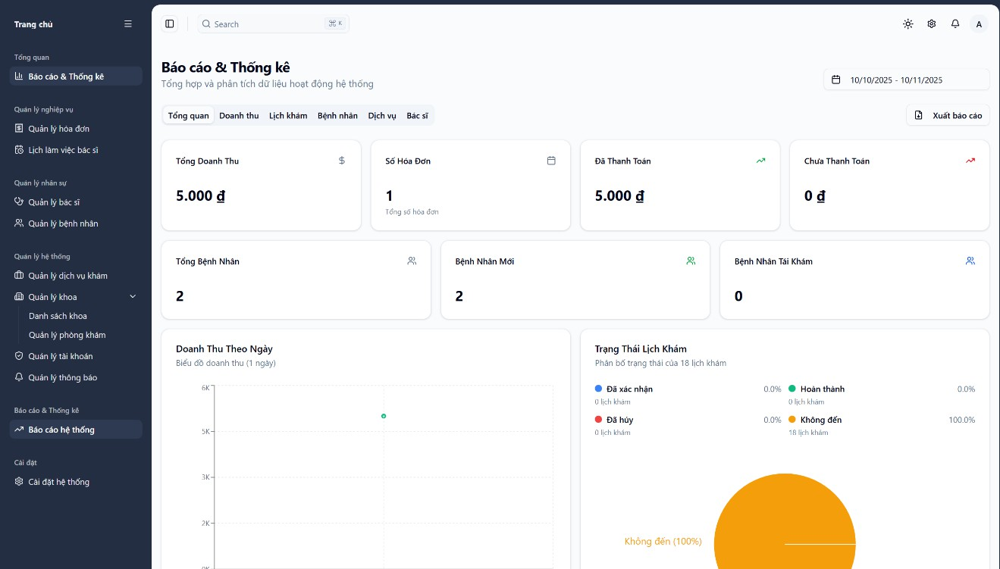 Trang chủ
Tổng quan
Báo cáo & Thống kê
Quản lý nghiệp vụ
Quản lý hóa đơn
Lịch làm việc bác sĩ
Quản lý nhân sự
Quản lý bác sĩ
Quản lý bệnh nhân
Quản lý hệ thống
Quản lý dịch vụ khám
Quản lý khoa
Danh sách khoa
Quản lý phòng khám
Quản lý tài khoản
Quản lý thông báo
Báo cáo & Thống kê
Báo cáo hệ thống
Cài đặt
Cài đặt hệ thống
Search ⌘ K
A
Báo cáo & Thống kê
Tổng hợp và phân tích dữ liệu hoạt động hệ thống
10/10/2025 - 10/11/2025
Tổng quan Doanh thu Lịch khám Bệnh nhân Dịch vụ Bác sĩ
Xuất báo cáo
Tổng Doanh Thu
5.000 ₫
Số Hóa Đơn
1
Tổng số hóa đơn
Đã Thanh Toán
5.000 ₫
Chưa Thanh Toán
0 ₫
Tổng Bệnh Nhân
2
Bệnh Nhân Mới
2
Bệnh Nhân Tái Khám
0
Doanh Thu Theo Ngày
Biểu đồ doanh thu (1 ngày)
6K
5K
3K
2K
0K
Trạng Thái Lịch Khám
Phân bố trạng thái của 18 lịch khám
Đã xác nhận 0.0%
0 lịch khám
Hoàn thành 0.0%
0 lịch khám
Đã hủy 0.0%
0 lịch khám
Không đến 100.0%
18 lịch khám
Không đến (100%)